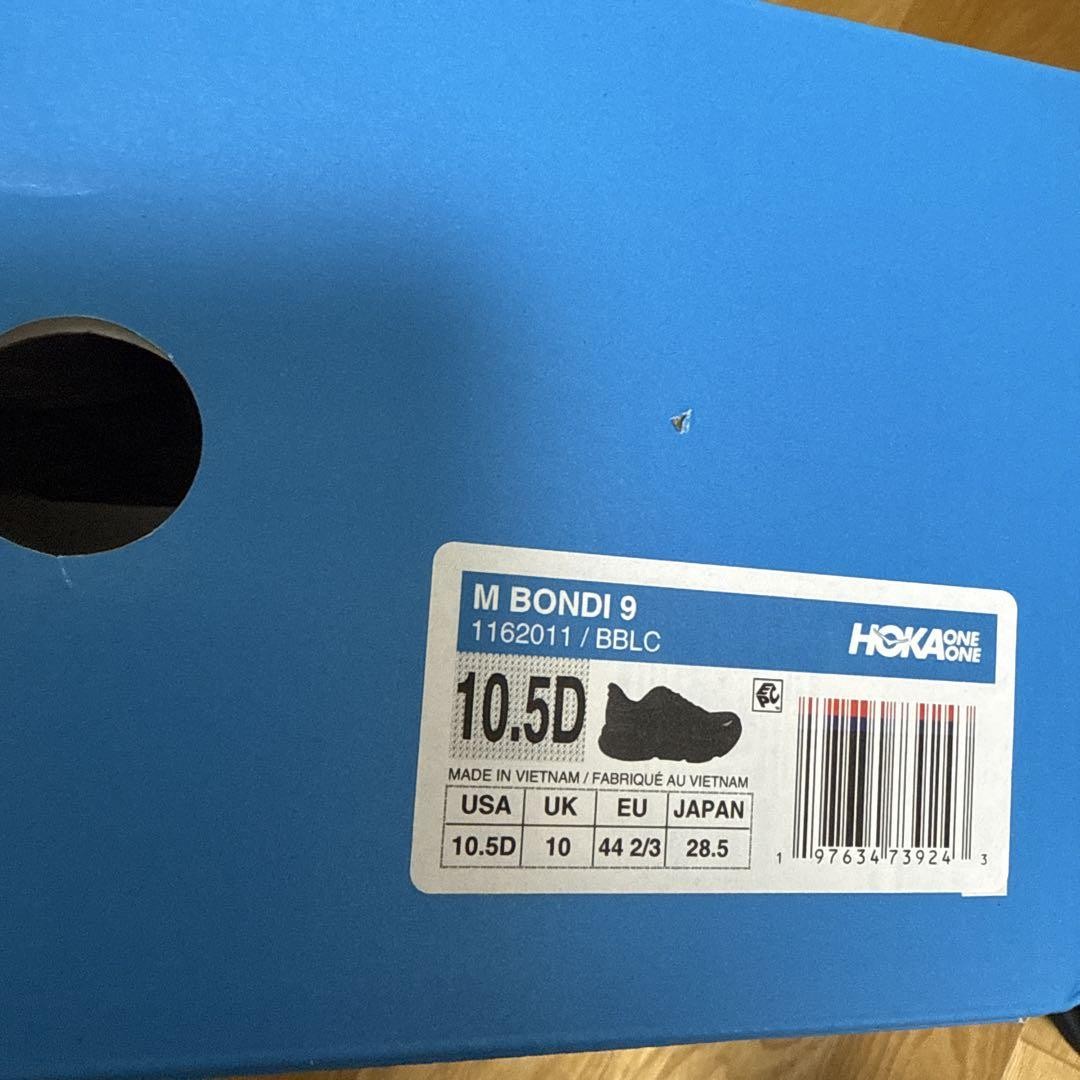 M BONDI 9
1162011 / BBLC
HOKA ONE ONE
10.5D
EPC
MADE IN VIETNAM / FABRIQUÉ AU VIETNAM
USA UK EU JAPAN
10.5D 10 44 2/3 28.5
1 97634 73924 3